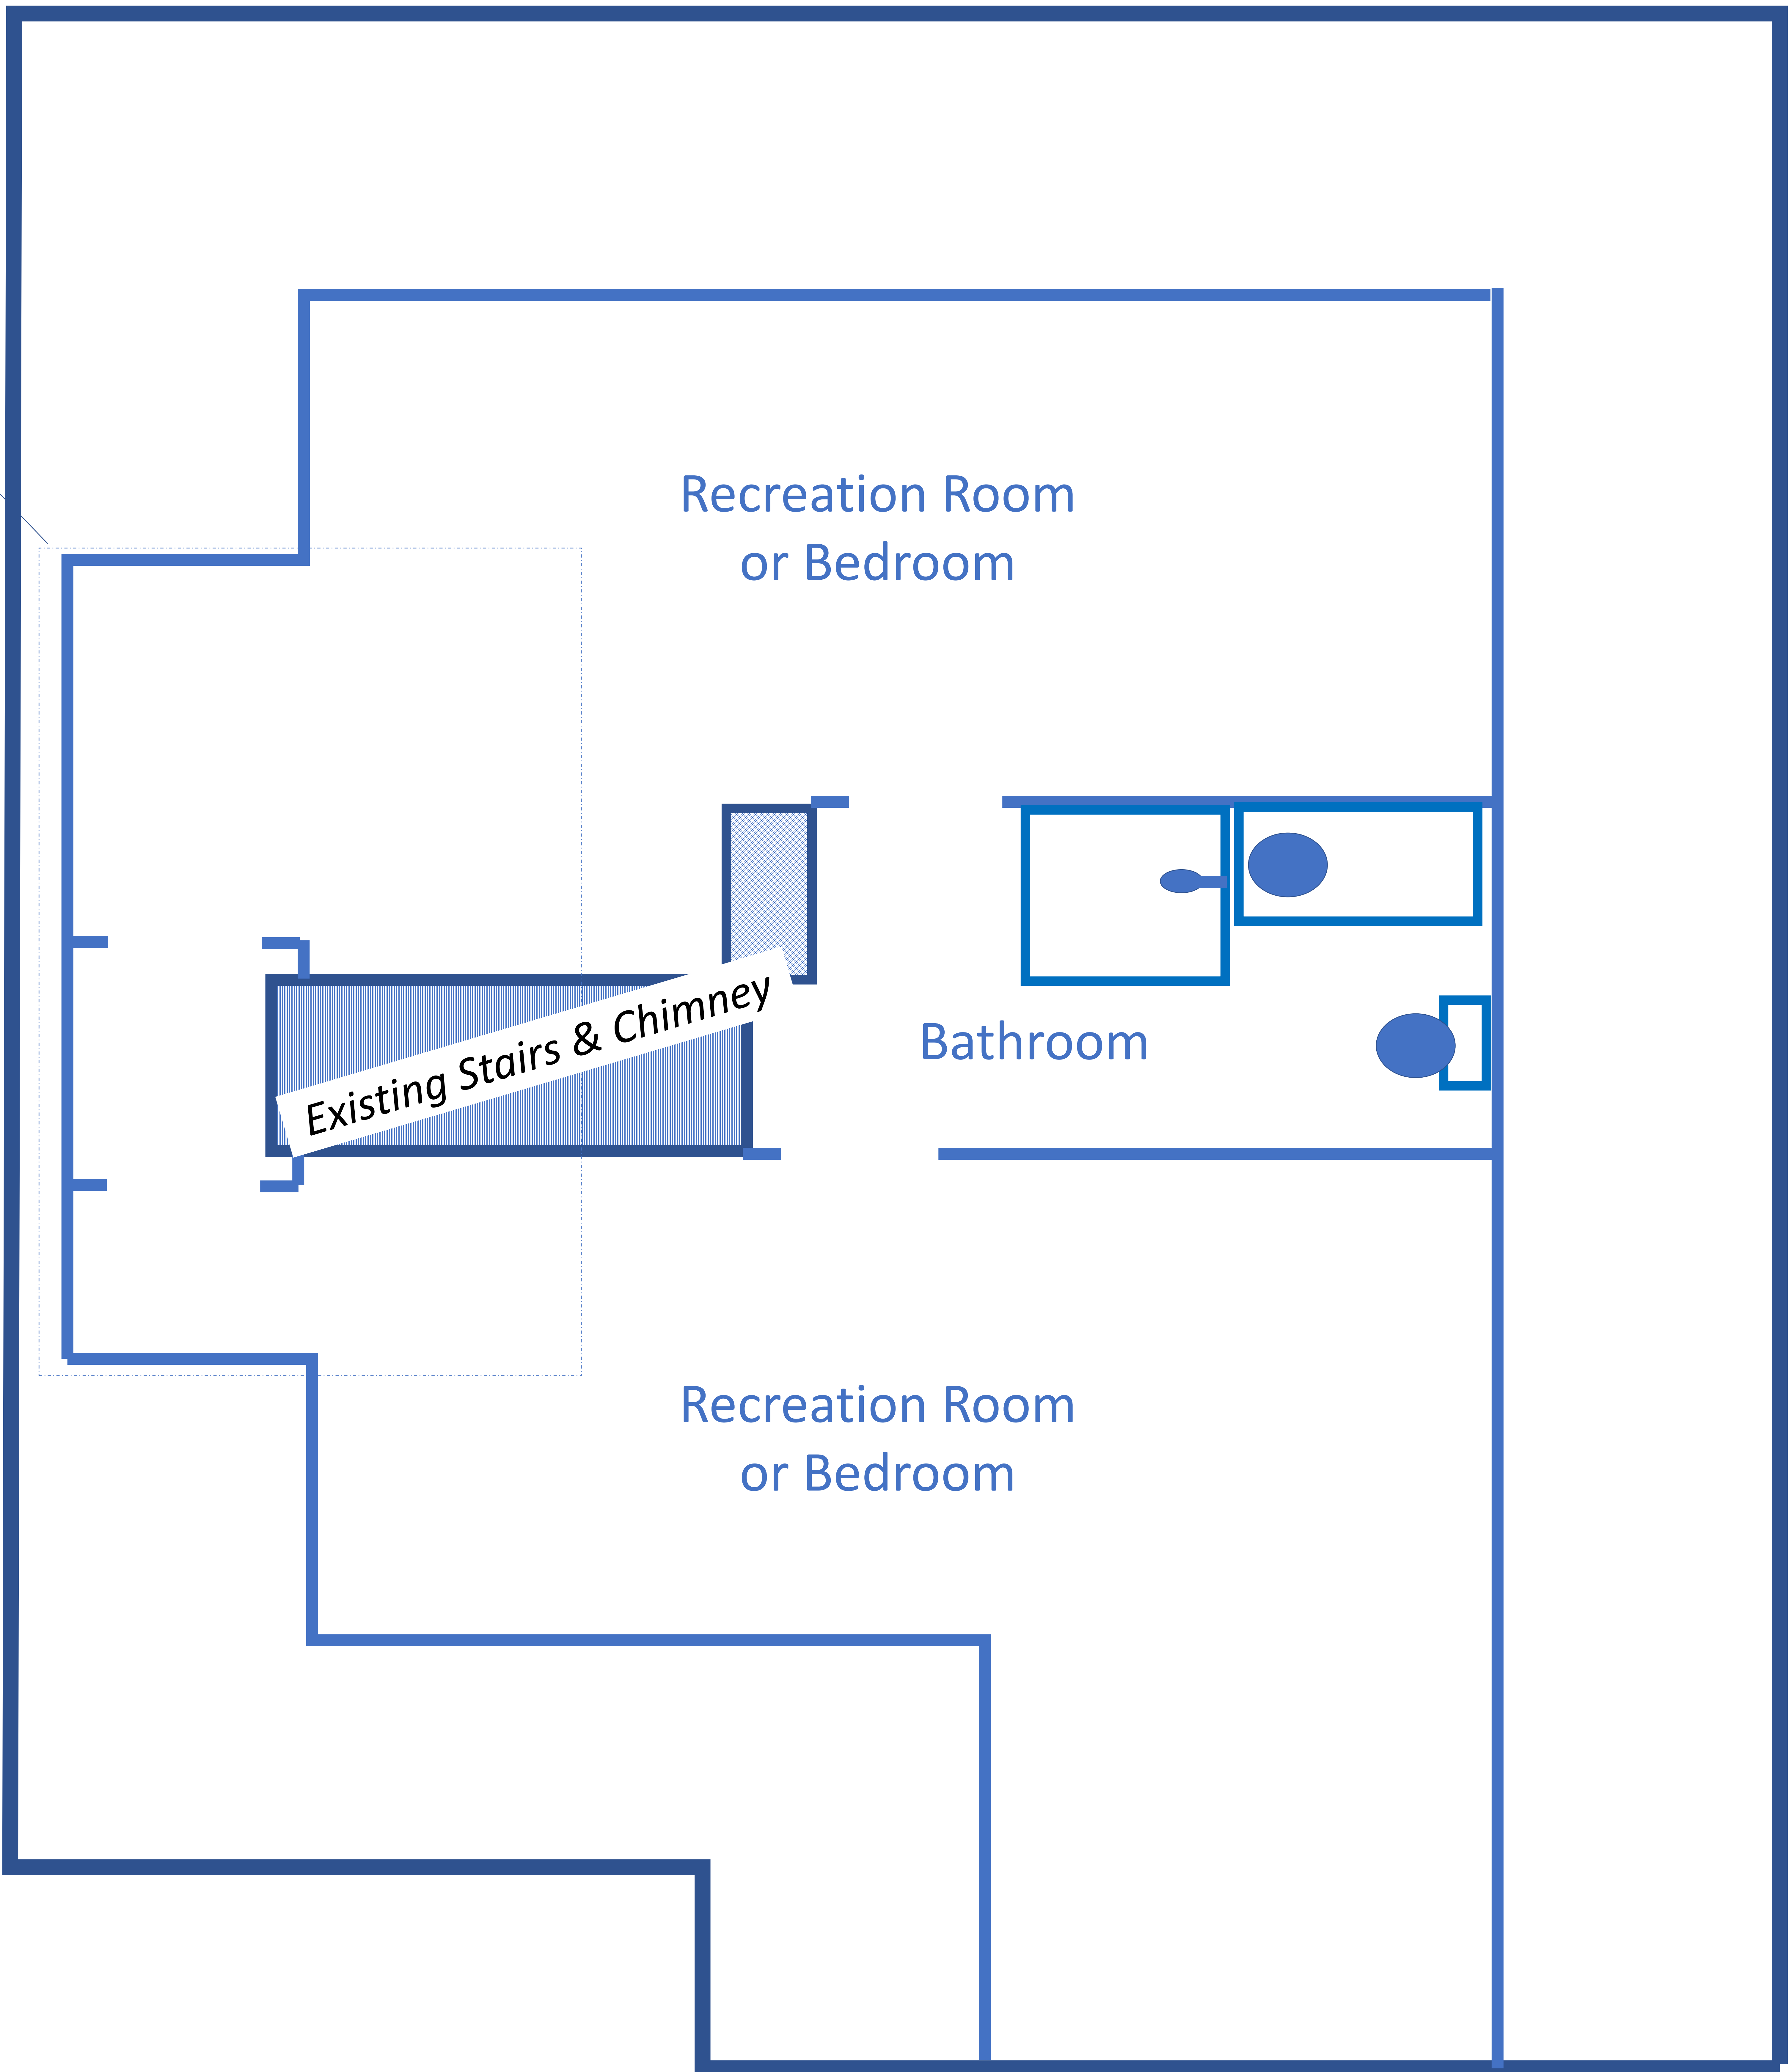 Recreation Room
or Bedroom
Existing Stairs & Chimney
Bathroom
Recreation Room
or Bedroom